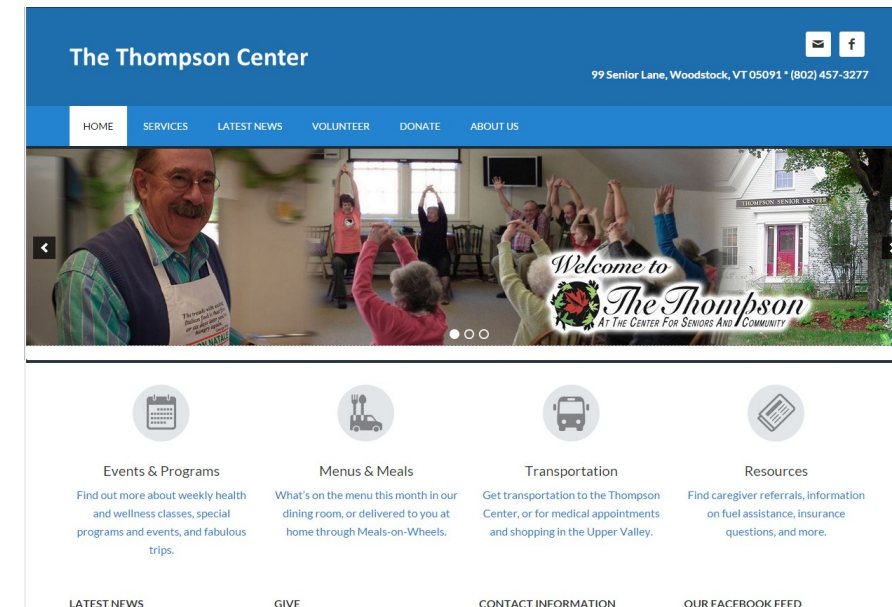 The Thompson Center
99 Senior Lane, Woodstock, VT 05091 * (802) 457-3277
HOME SERVICES LATEST NEWS VOLUNTEER DONATE ABOUT US
THOMPSON SENIOR CENTER
Welcome to
The Thompson
AT THE CENTER FOR SENIORS AND COMMUNITY
Events & Programs
Find out more about weekly health
and wellness classes, special
programs and events, and fabulous
trips.
Menus & Meals
What's on the menu this month in our
dining room, or delivered to you at
home through Meals-on-Wheels.
Transportation
Get transportation to the Thompson
Center, or for medical appointments
and shopping in the Upper Valley.
Resources
Find caregiver referrals, information
on fuel assistance, insurance
questions, and more.
LATEST NEWS
GIVE
CONTACT INFORMATION
OUR FACEBOOK FEED